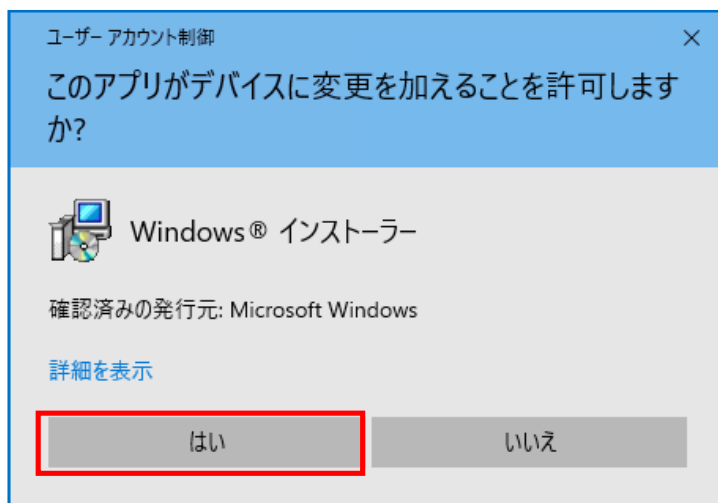 ユーザー アカウント制御
このアプリがデバイスに変更を加えることを許可します
か?
Windows® インストーラー
確認済みの発行元: Microsoft Windows
詳細を表示
はい
いいえ